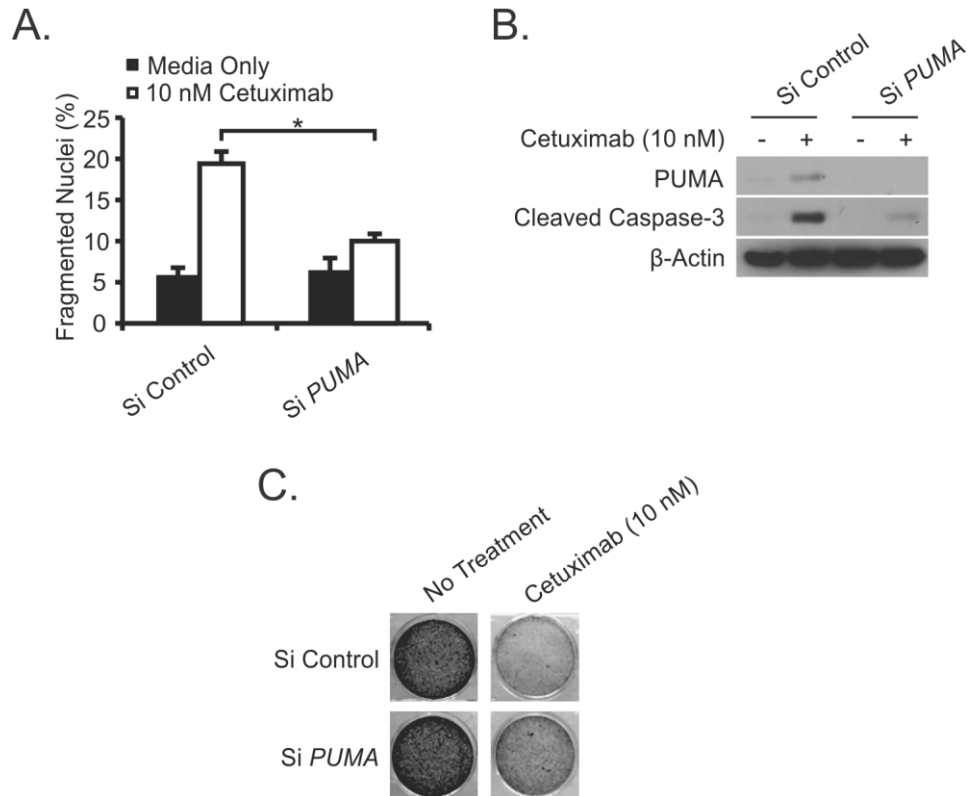 A.
■ Media Only
□ 10 nM Cetuximab
Fragmented Nuclei (%)
25
20
15
10
5
0
*
Si Control
Si PUMA
B.
Si Control
Si PUMA
Cetuximab (10 nM) - + - +
PUMA
Cleaved Caspase-3
β-Actin
C.
No Treatment
Cetuximab (10 nM)
Si Control
Si PUMA